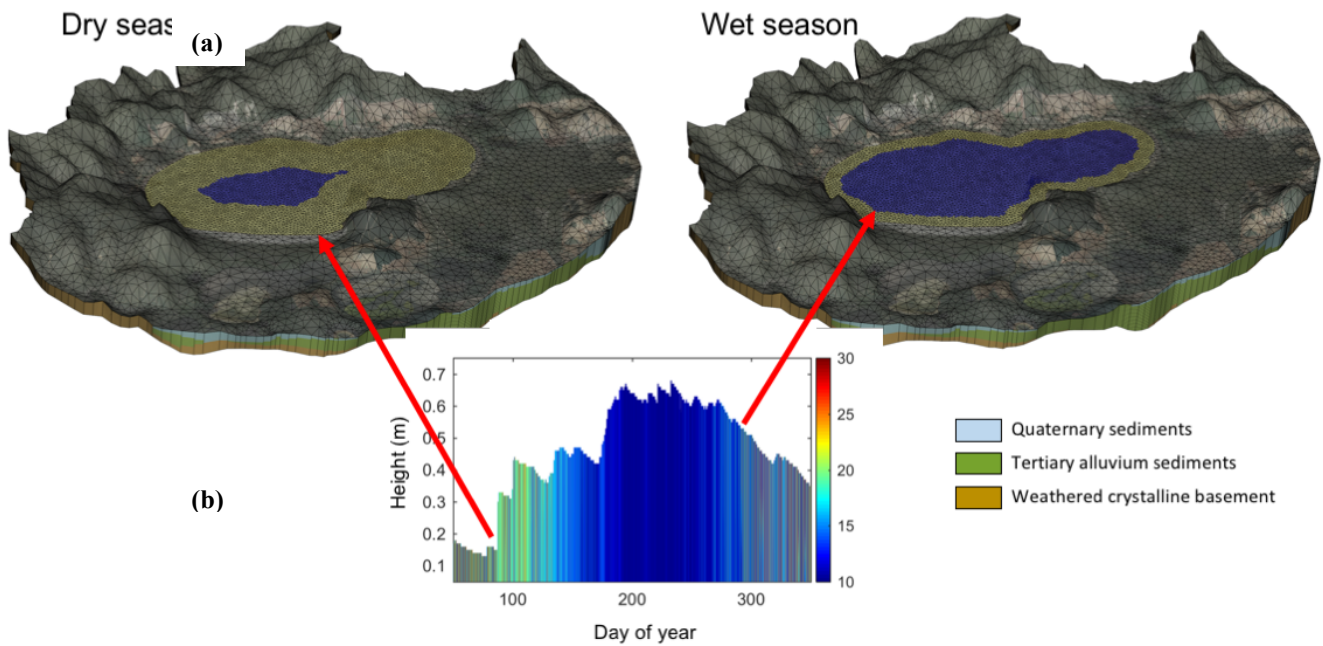 Dry seas
(a)
Wet season
30
0.7
0.6
25
0.5
Height (m)
20
0.4
0.3
15
0.2
0.1
10
100
200
300
Day of year
(b)
Quaternary sediments
Tertiary alluvium sediments
Weathered crystalline basement